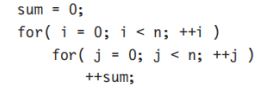 sum = 0;
for( i = 0; i < n; ++i )
    for( j = 0; j < n; ++j )
        ++sum;